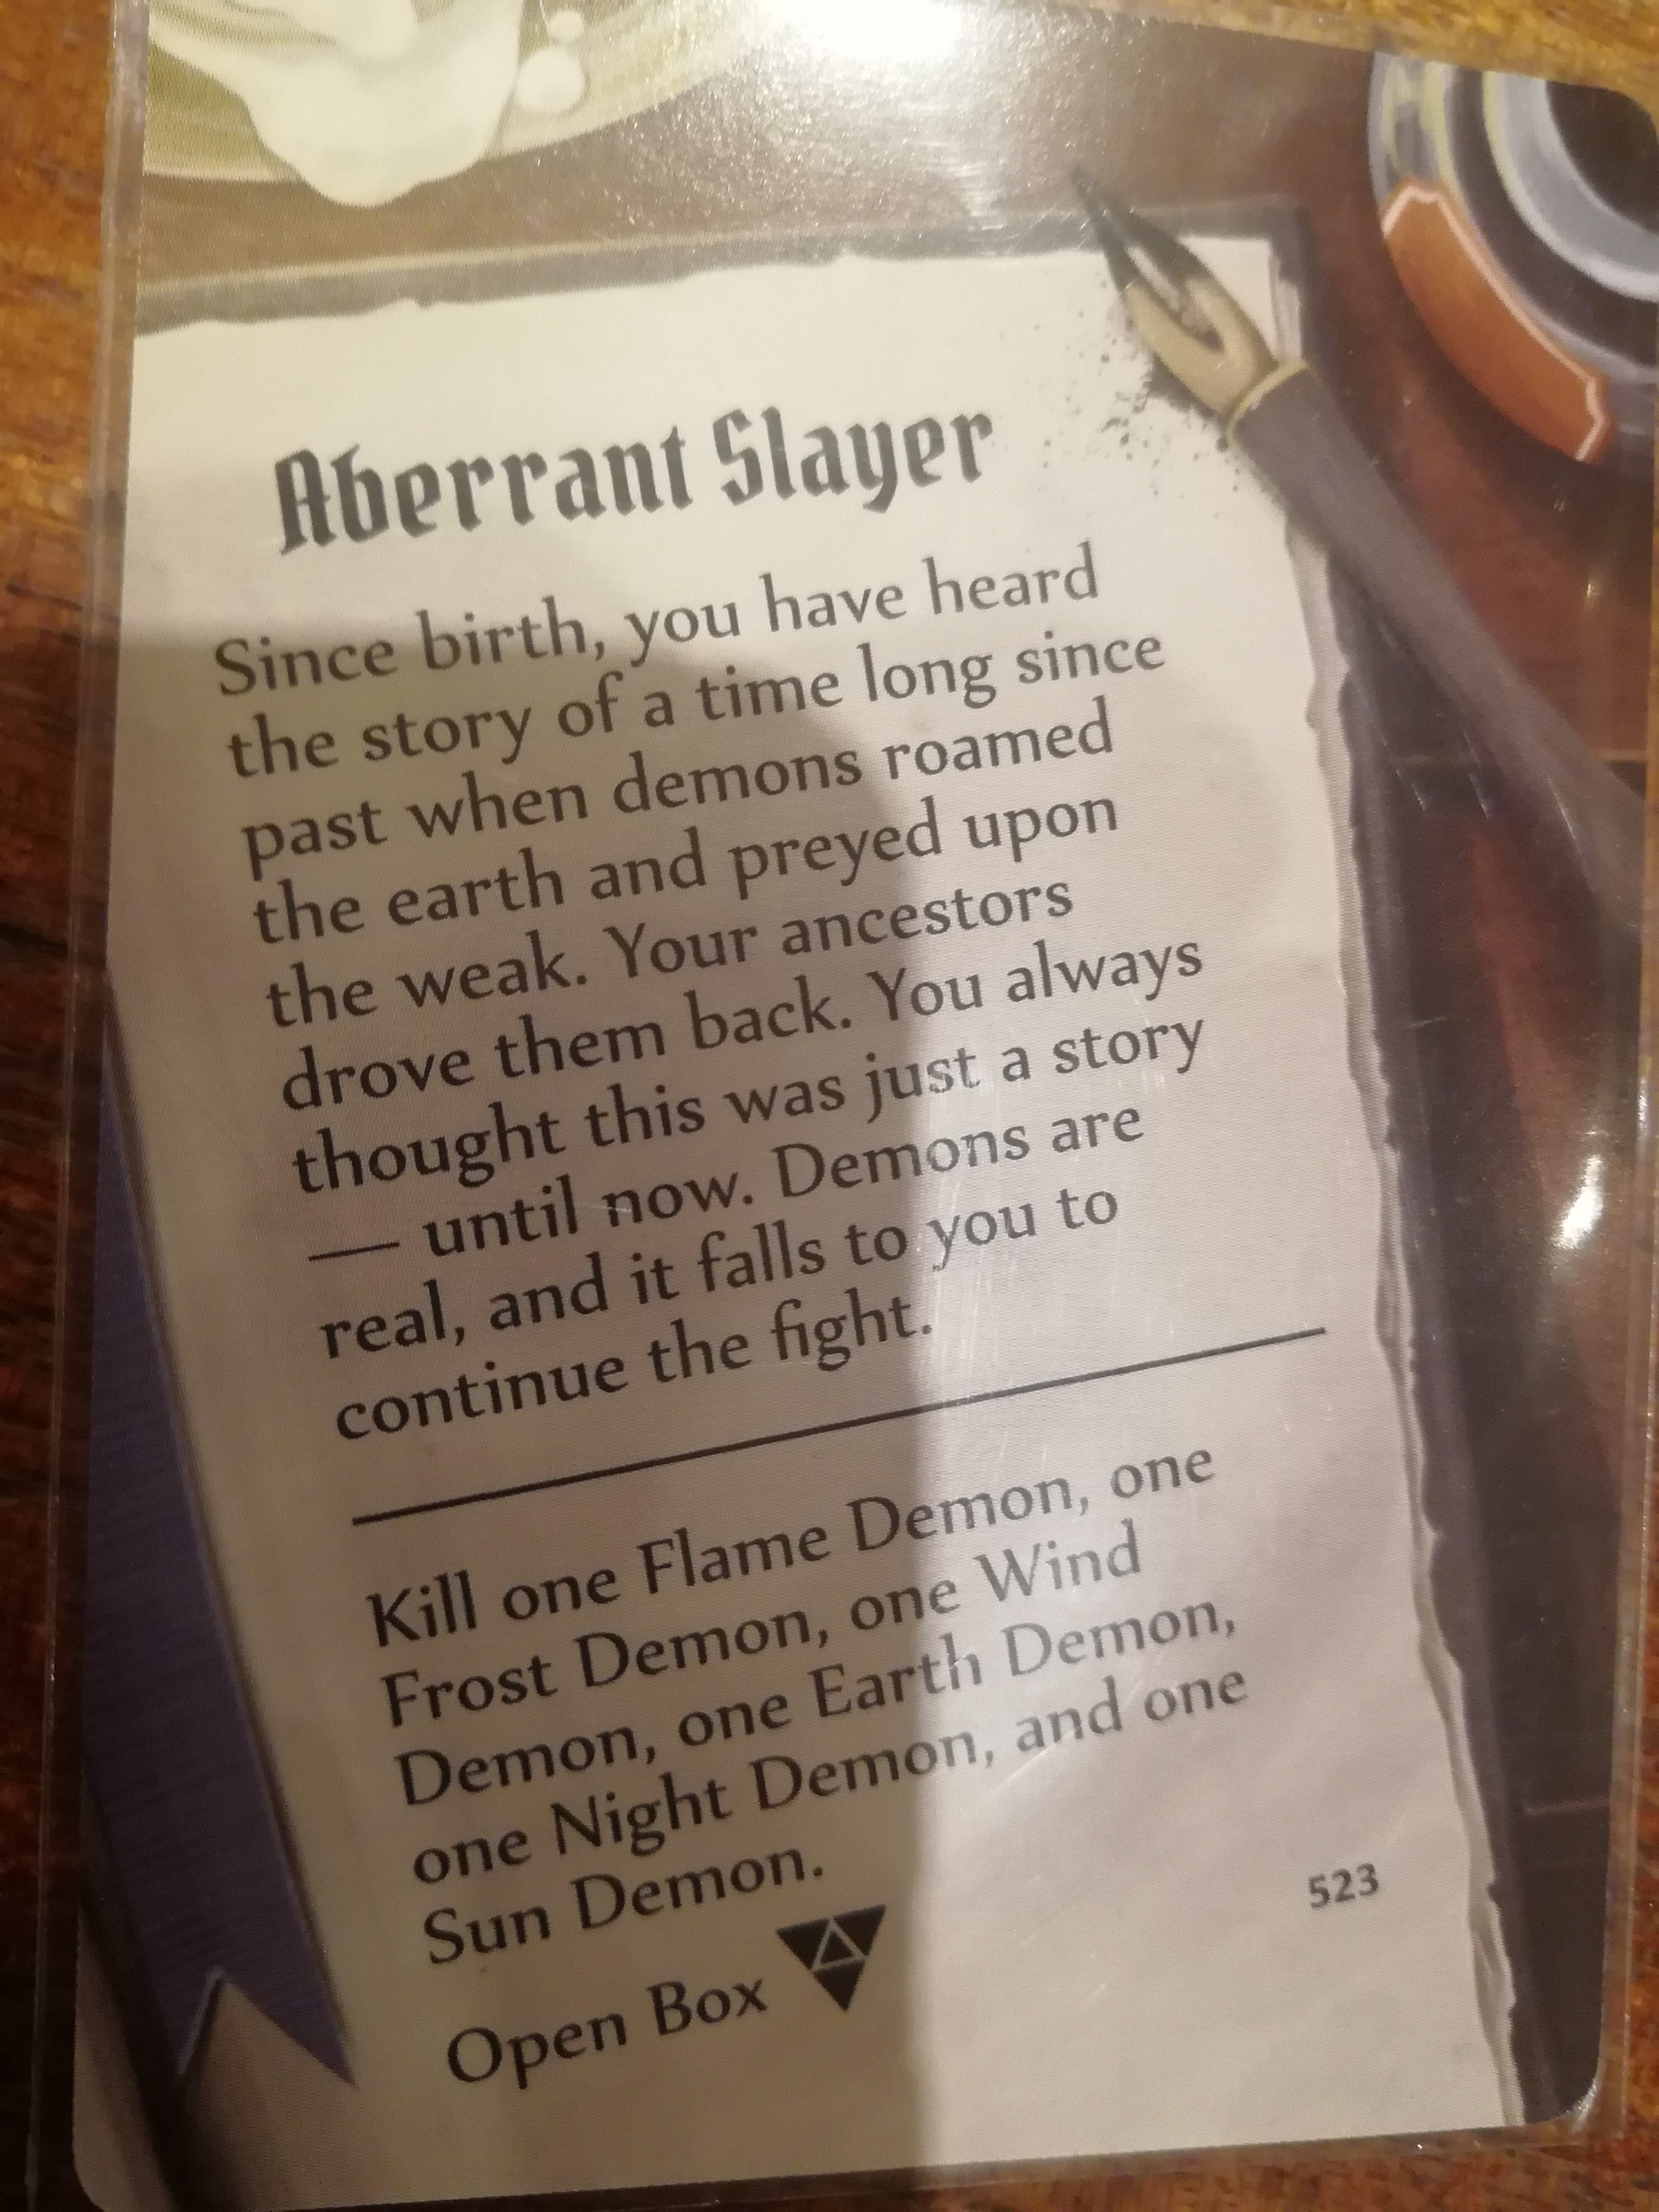 Aberrant Slayer
Since birth, you have heard
the story of a time long since
past when demons roamed
the earth and preyed upon
the weak. Your ancestors
drove them back. You always
thought this was just a story
— until now. Demons are
real, and it falls to you to
continue the fight.
Kill one Flame Demon, one
Frost Demon, one Wind
Demon, one Earth Demon,
one Night Demon, and one
Sun Demon.
Open Box
523